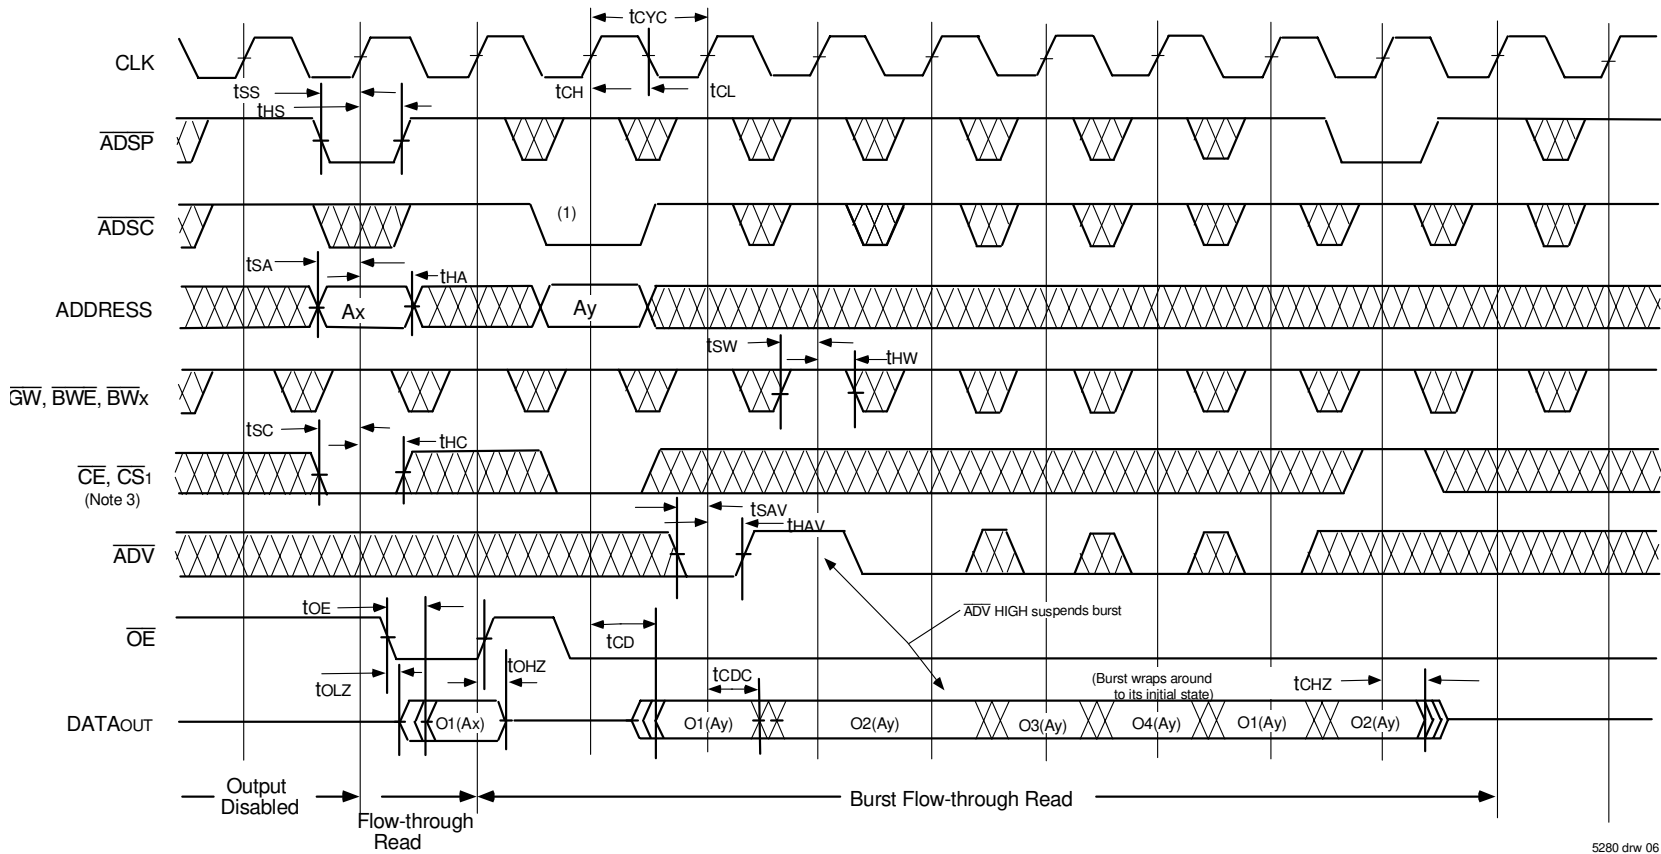 tCYC
CLK
tSS
tCH
tCL
tHS
ADSP
(1)
ADSC
tSA
tHA
ADDRESS
Ax
Ay
tSW
tHW
GW, BWE, BWx
tSC
tHC
CE, CS1
(Note 3)
tSAV
tHAV
ADV
tOE
ADV HIGH suspends burst
OE
tCD
tOHZ
tOLZ
tCDC
(Burst wraps around
to its initial state)
tCHZ
DATAOUT
O1(Ax)
O1(Ay)
O2(Ay)
O3(Ay)
O4(Ay)
O1(Ay)
O2(Ay)
Output
Disabled
Burst Flow-through Read
Flow-through
Read
5280 drw 06